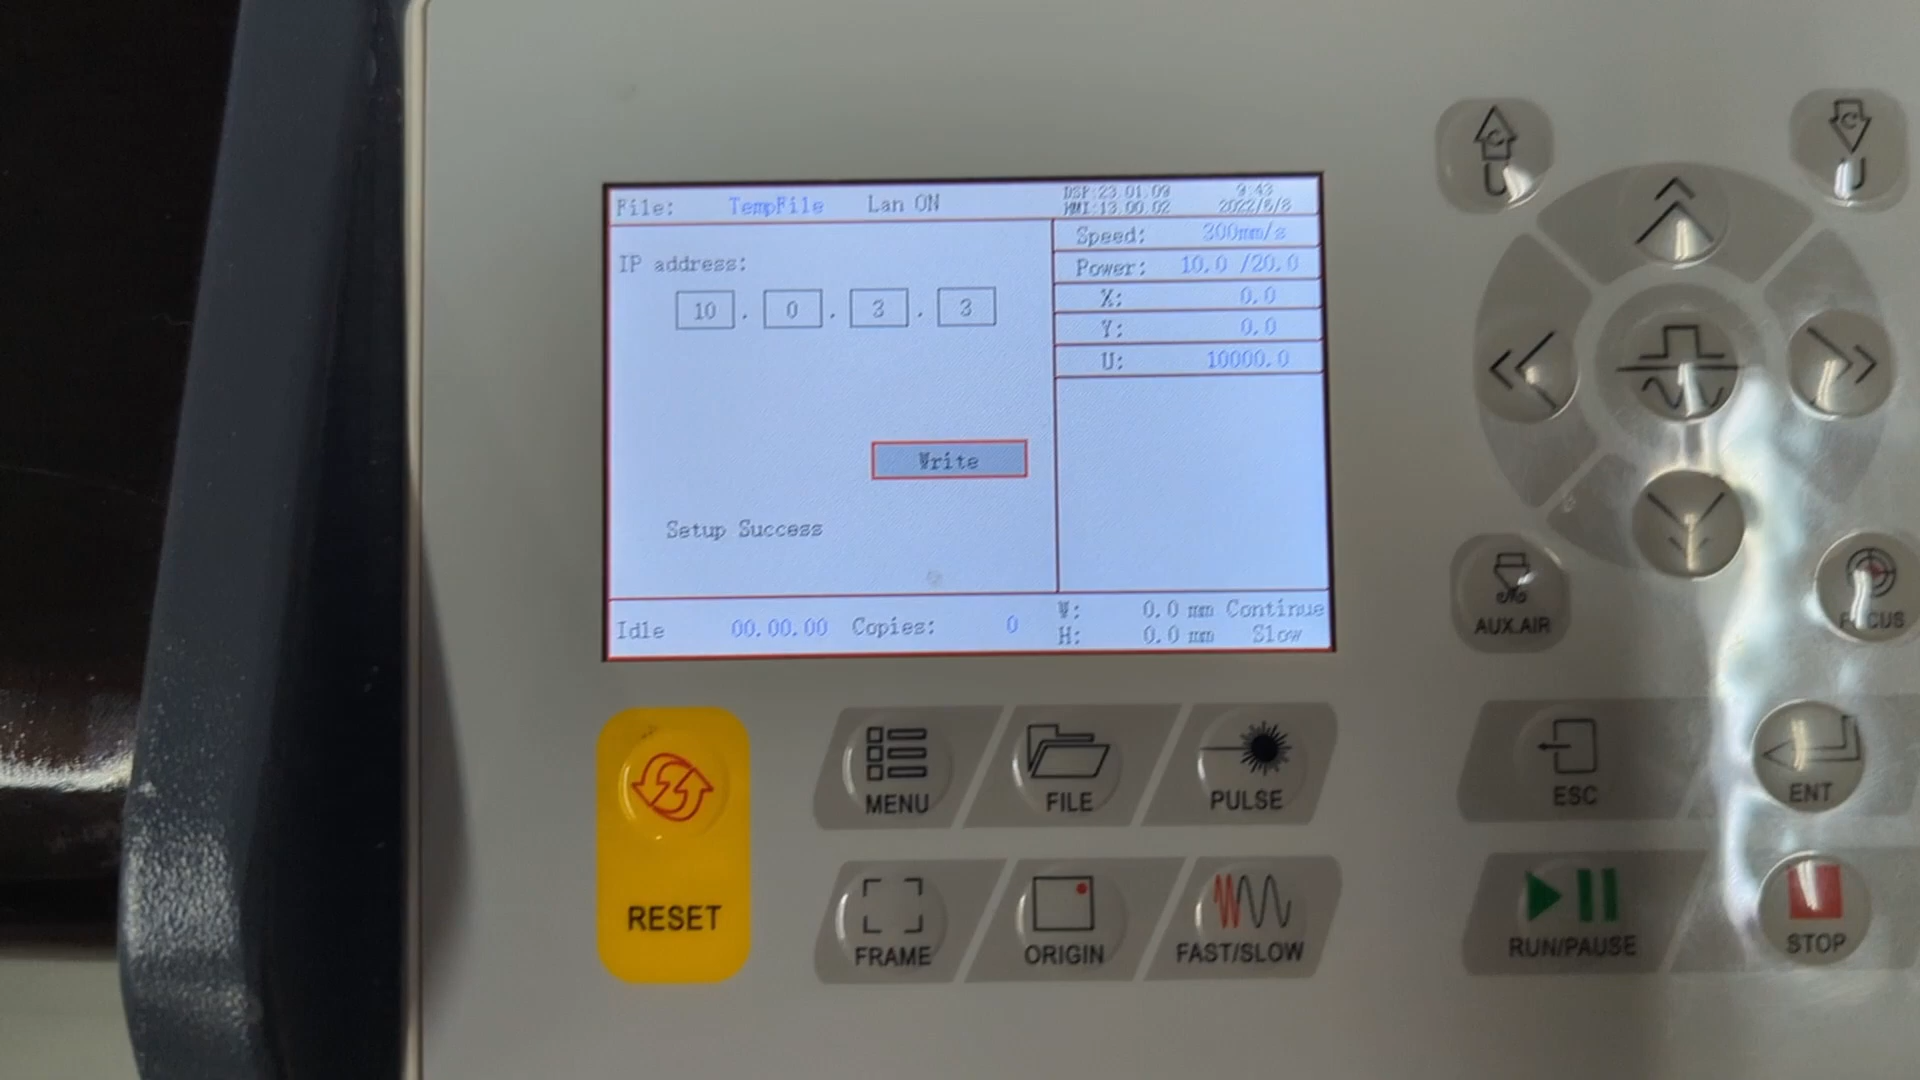 File: TempFile Lan ON
DSP:23.01.09 9:43
HMI:13.00.02 2022/8/8
Speed: 300mm/s
IP address:
Power: 10.0 /20.0
10 . 0 . 3 . 3
X: 0.0
Y: 0.0
U: 10000.0
Write
Setup Success
Idle 00.00.00 Copies: 0
W: 0.0 mm Continue
H: 0.0 mm Slow
U
U
AUX.AIR
FOCUS
RESET
MENU
FILE
PULSE
ESC
ENT
FRAME
ORIGIN
FAST/SLOW
RUN/PAUSE
STOP